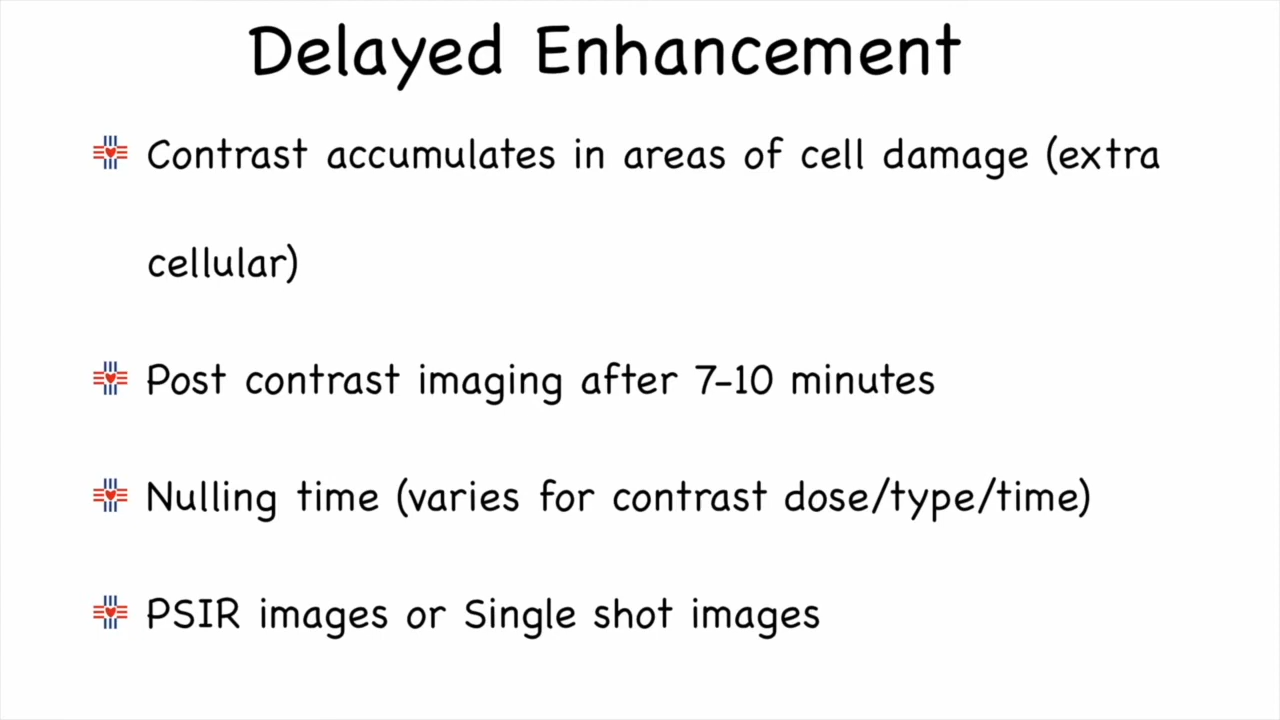 Delayed Enhancement
Contrast accumulates in areas of cell damage (extra
cellular)
Post contrast imaging after 7-10 minutes
Nulling time (varies for contrast dose/type/time)
PSIR images or Single shot images